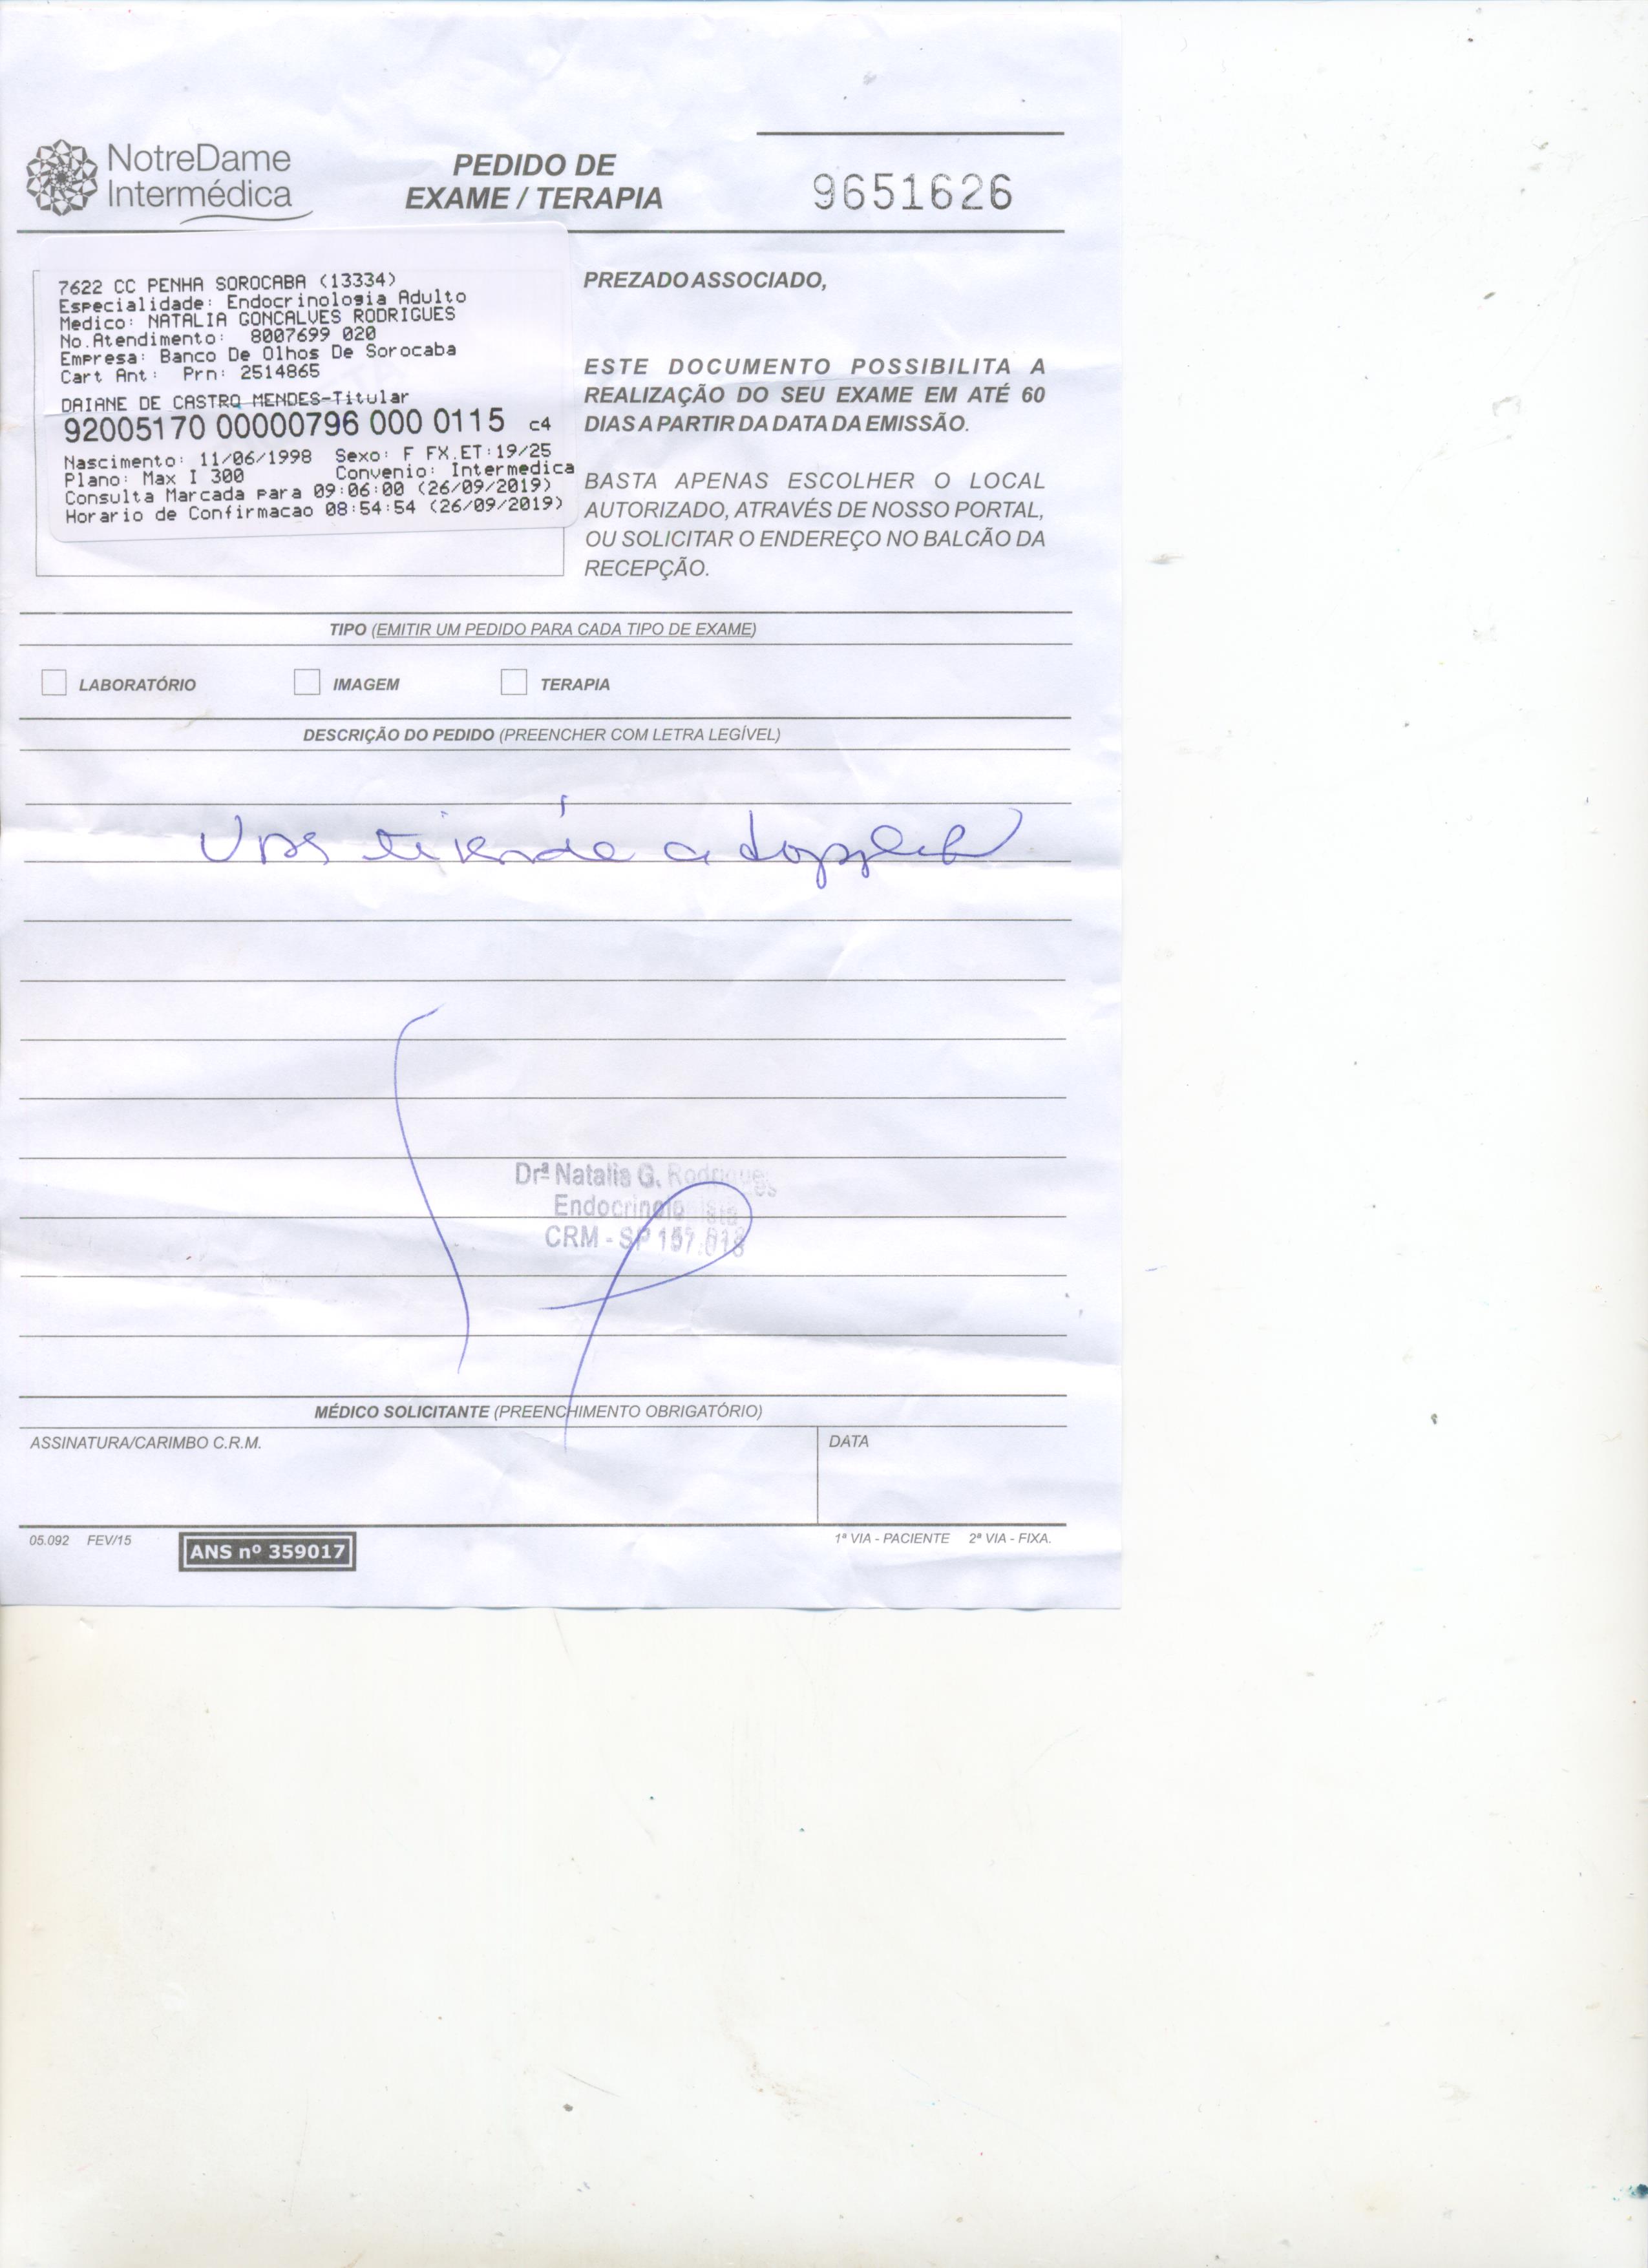 NotreDame
Intermédica
PEDIDO DE
EXAME / TERAPIA
9651626
7622 CC PENHA SOROCABA (13334)
Especialidade: Endocrinologia Adulto
Medico: NATALIA GONCALVES RODRIGUES
No.Atendimento: 8007699 020
Empresa: Banco De Olhos De Sorocaba
Cart Ant: Prn: 2514865
DAIANE DE CASTRO MENDES-Titular
92005170 00000796 000 0115 c4
Nascimento: 11/06/1998 Sexo: F FX.ET:19/25
Plano: Max I 300 Convenio: Intermedica
Consulta Marcada para 09:06:00 (26/09/2019)
Horario de Confirmacao 08:54:54 (26/09/2019)
PREZADO ASSOCIADO,
ESTE DOCUMENTO POSSIBILITA A
REALIZAÇÃO DO SEU EXAME EM ATÉ 60
DIAS A PARTIR DA DATA DA EMISSÃO.
BASTA APENAS ESCOLHER O LOCAL
AUTORIZADO, ATRAVÉS DE NOSSO PORTAL,
OU SOLICITAR O ENDEREÇO NO BALCÃO DA
RECEPÇÃO.
TIPO (EMITIR UM PEDIDO PARA CADA TIPO DE EXAME)
LABORATÓRIO IMAGEM TERAPIA
DESCRIÇÃO DO PEDIDO (PREENCHER COM LETRA LEGÍVEL)
doppler
Drª Natalia G. Rodrigues
Endocrinologista
CRM - SP
MÉDICO SOLICITANTE (PREENCHIMENTO OBRIGATÓRIO)
ASSINATURA/CARIMBO C.R.M. DATA
05.092 FEV/15
ANS nº 359017
1ª VIA - PACIENTE 2ª VIA - FIXA.